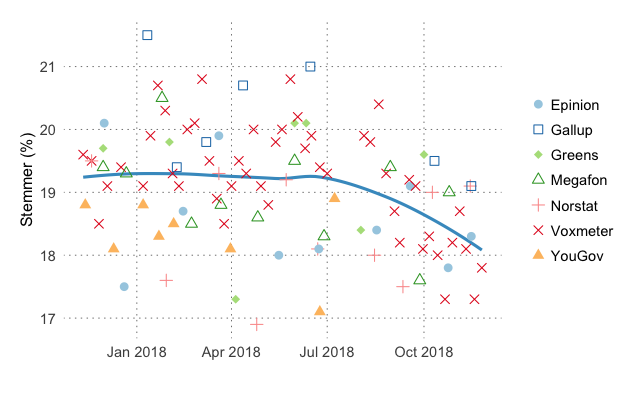 Stemmer (%)
21
20
19
18
17
Jan 2018
Apr 2018
Jul 2018
Oct 2018
Epinion
Gallup
Greens
Megafon
Norstat
Voxmeter
YouGov